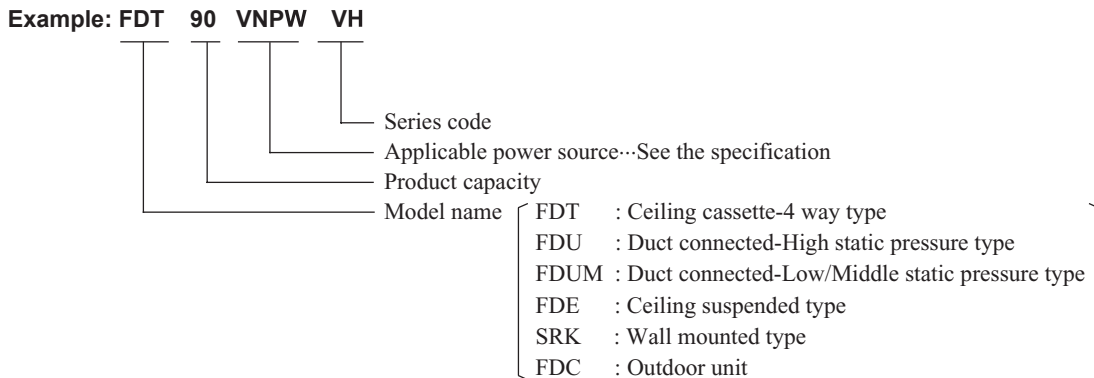 Example: FDT 90 VNPW VH
Series code
Applicable power source···See the specification
Product capacity
Model name
FDT : Ceiling cassette-4 way type
FDU : Duct connected-High static pressure type
FDUM : Duct connected-Low/Middle static pressure type
FDE : Ceiling suspended type
SRK : Wall mounted type
FDC : Outdoor unit